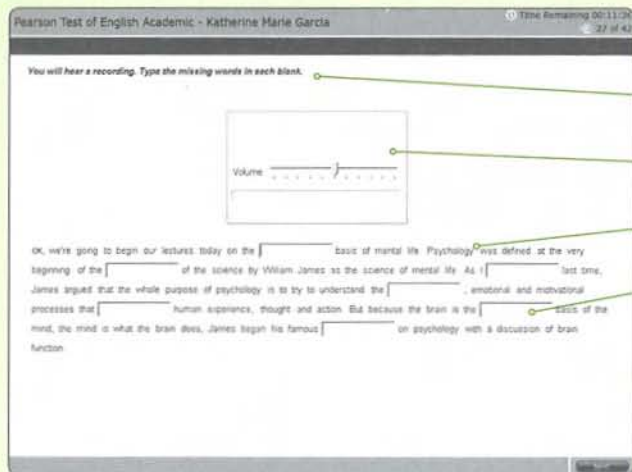 Pearson Test of English Academic - Katherine Marie Garcia
Time Remaining 00:11:26
27 of 42
You will hear a recording. Type the missing words in each blank.
Volume
OK, we're going to begin our lectures today on the basis of mental life. Psychology was defined at the very
beginning of the of the science by William James as the science of mental life. As I last time,
James argued that the whole purpose of psychology is to try to understand the , emotional and motivational
processes that human experience, thought and action. But because the brain is the basis of the
mind, the mind is what the brain does, James began his famous on psychology with a discussion of brain
function.